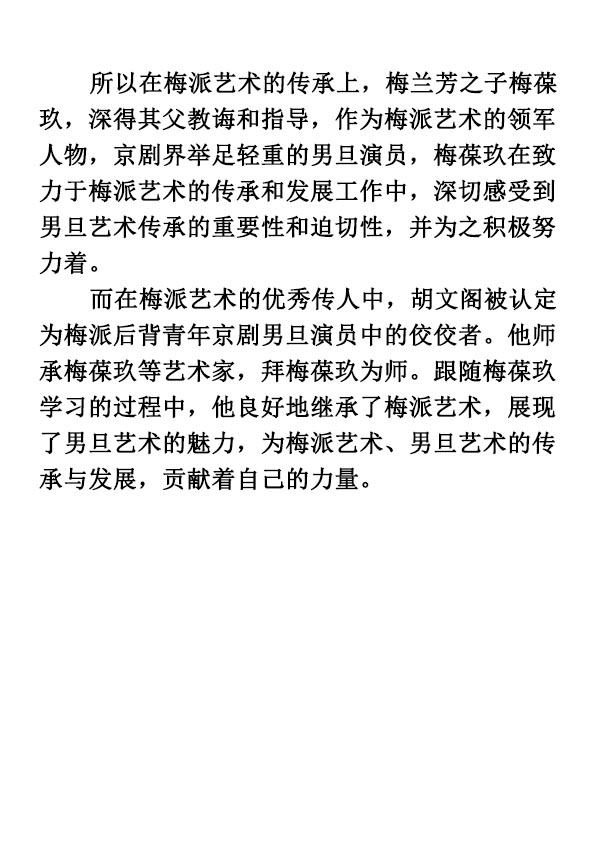 所以在梅派艺术的传承上，梅兰芳之子梅葆
玖，深得其父教诲和指导，作为梅派艺术的领军
人物，京剧界举足轻重的男旦演员，梅葆玖在致
力于梅派艺术的传承和发展工作中，深切感受到
男旦艺术传承的重要性和迫切性，并为之积极努
力着。
而在梅派艺术的优秀传人中，胡文阁被认定
为梅派后背青年京剧男旦演员中的佼佼者。他师
承梅葆玖等艺术家，拜梅葆玖为师。跟随梅葆玖
学习的过程中，他良好地继承了梅派艺术，展现
了男旦艺术的魅力，为梅派艺术、男旦艺术的传
承与发展，贡献着自己的力量。